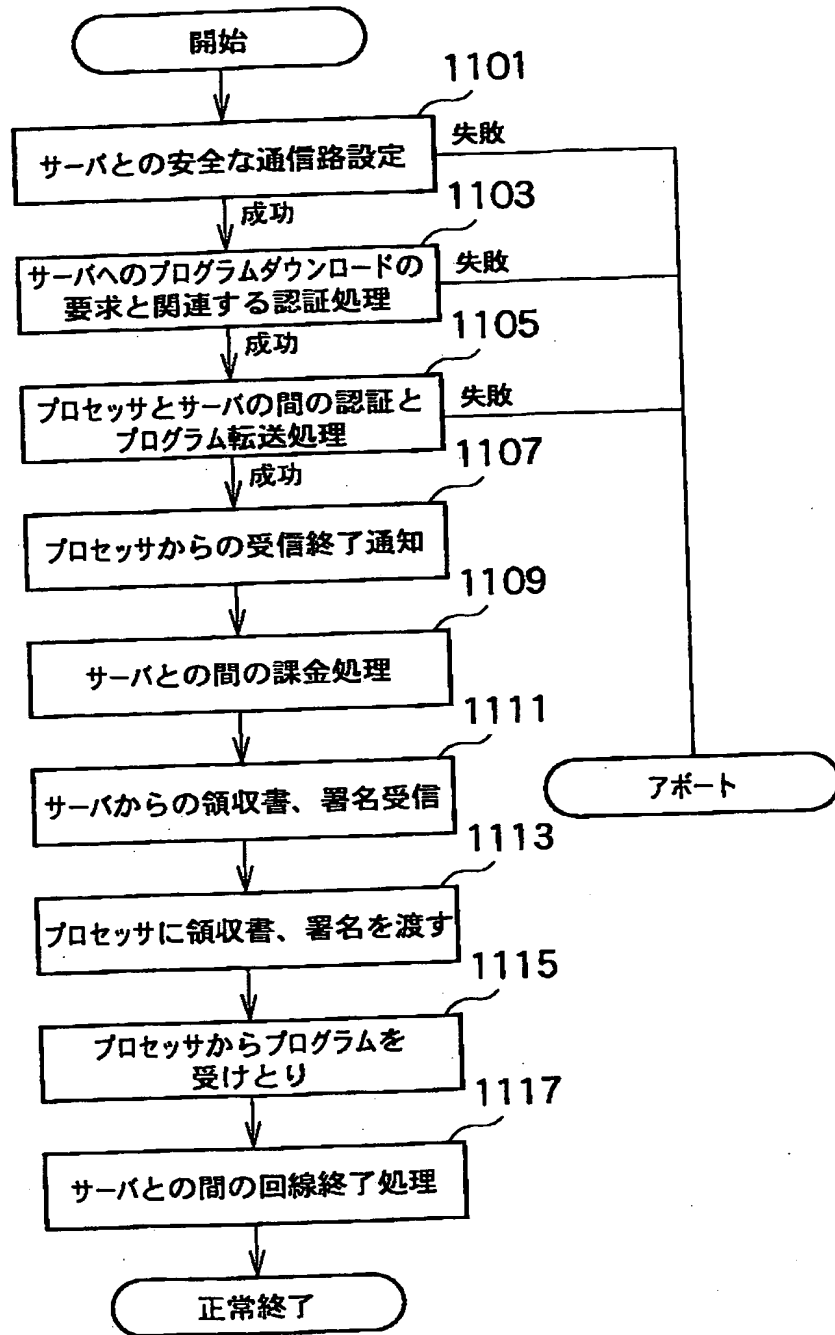 開始
1101
サーバとの安全な通信路設定
失敗
成功
1103
サーバへのプログラムダウンロードの
要求と関連する認証処理
失敗
成功
1105
プロセッサとサーバの間の認証と
プログラム転送処理
失敗
成功
1107
プロセッサからの受信終了通知
1109
サーバとの間の課金処理
1111
サーバからの領収書、署名受信
アボート
1113
プロセッサに領収書、署名を渡す
1115
プロセッサからプログラムを
受けとり
1117
サーバとの間の回線終了処理
正常終了